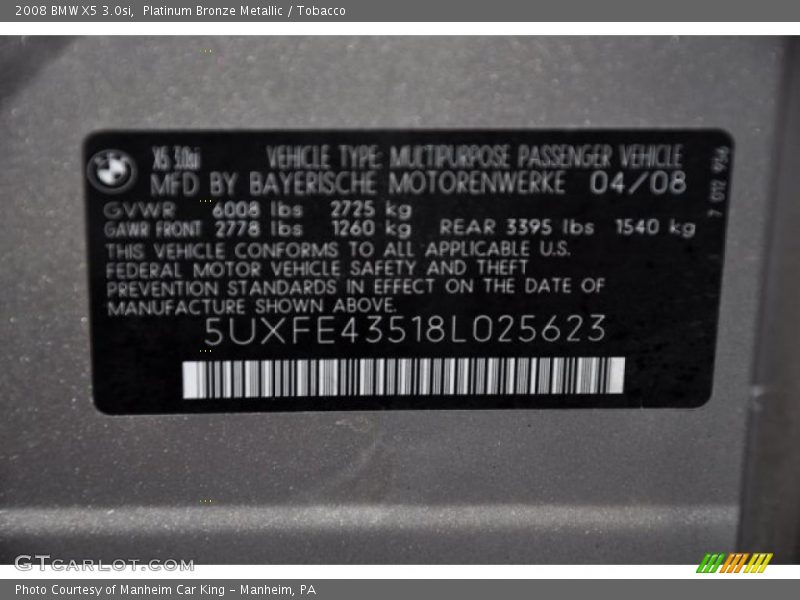 2008 BMW X5 3.0si, Platinum Bronze Metallic / Tobacco
X5 3.0si VEHICLE TYPE MULTIPURPOSE PASSENGER VEHICLE
MFD BY BAYERISCHE MOTORENWERKE 04/08
GVWR 6008 lbs 2725 kg
GAWR FRONT 2778 lbs 1260 kg REAR 3395 lbs 1540 kg
THIS VEHICLE CONFORMS TO ALL APPLICABLE U.S.
FEDERAL MOTOR VEHICLE SAFETY AND THEFT
PREVENTION STANDARDS IN EFFECT ON THE DATE OF
MANUFACTURE SHOWN ABOVE.
5UXFE43518L025623
7 012 934
GTCARLOT.COM
Photo Courtesy of Manheim Car King - Manheim, PA